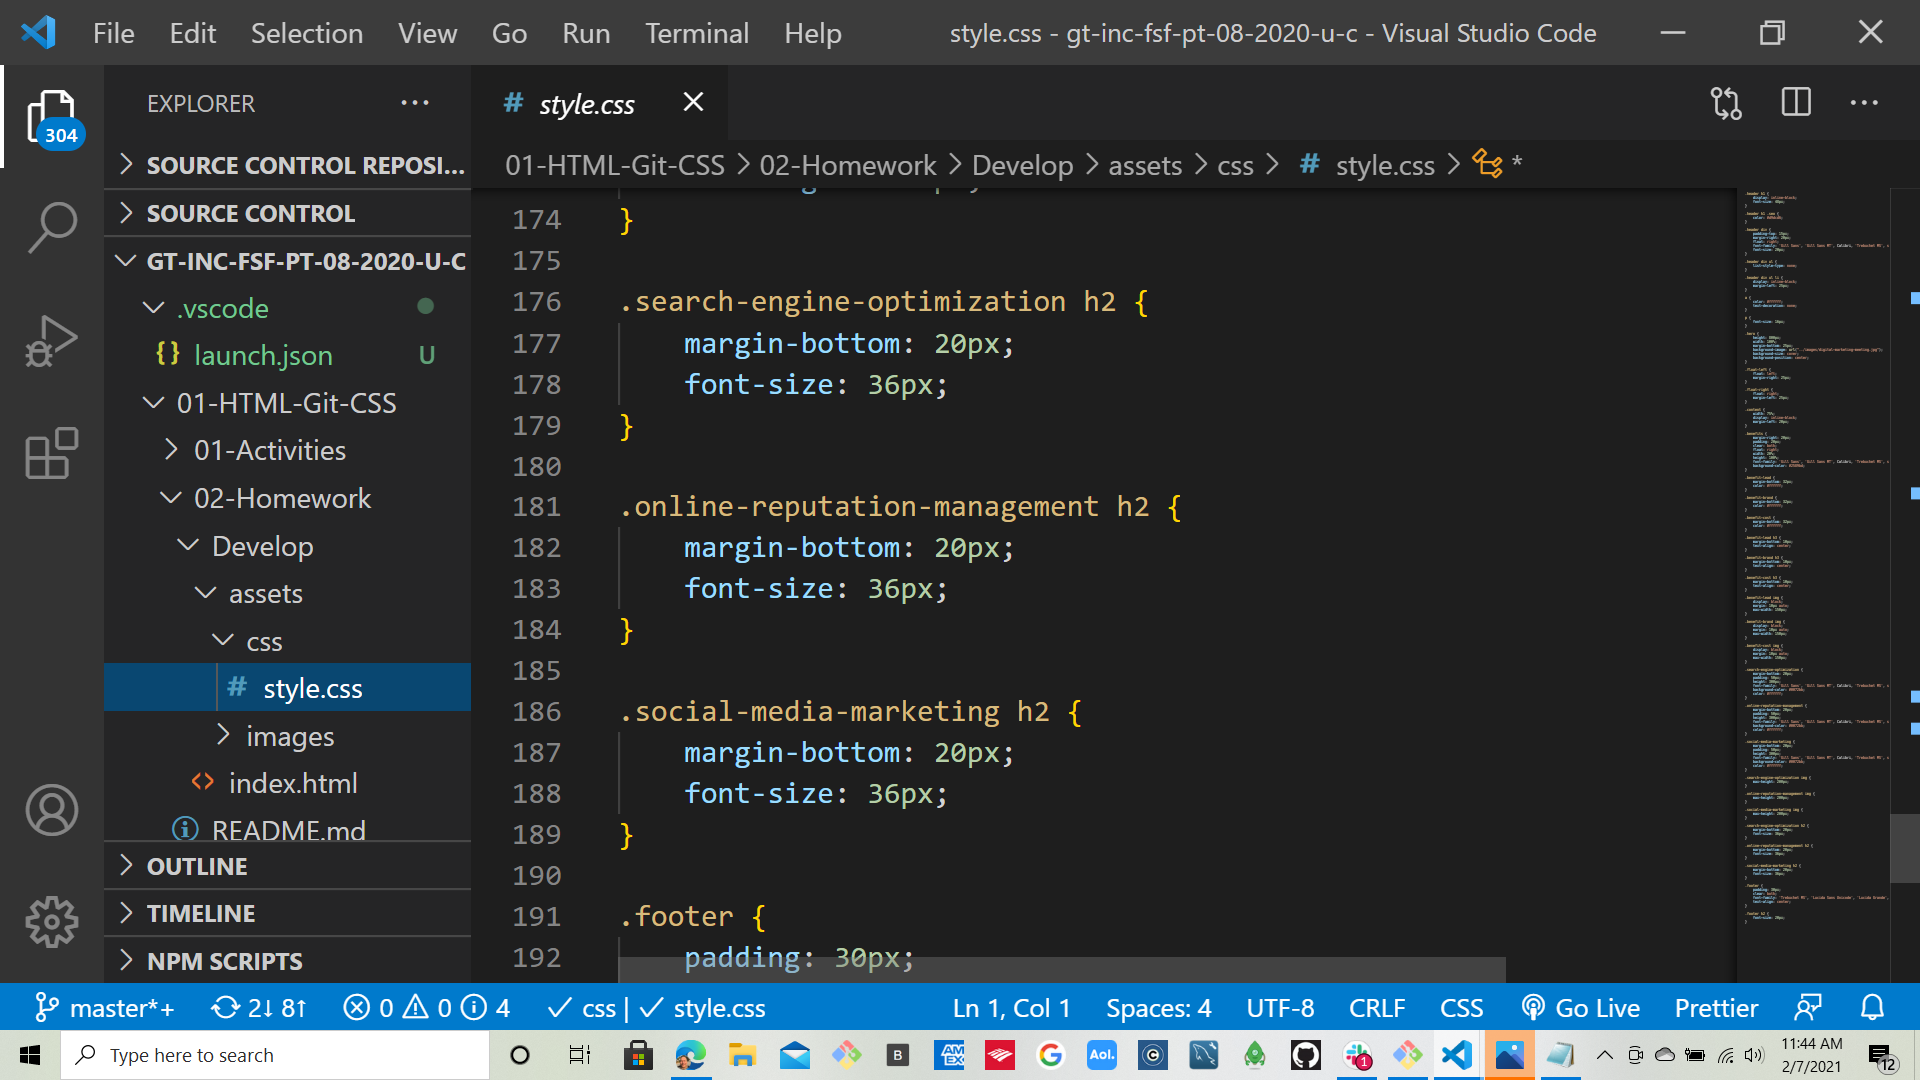 File Edit Selection View Go Run Terminal Help style.css - gt-inc-fsf-pt-08-2020-u-c - Visual Studio Code
304
EXPLORER
SOURCE CONTROL REPOSI...
SOURCE CONTROL
GT-INC-FSF-PT-08-2020-U-C
.vscode
{} launch.json U
01-HTML-Git-CSS
01-Activities
02-Homework
Develop
assets
css
# style.css
images
<> index.html
README.md
OUTLINE
TIMELINE
NPM SCRIPTS
# style.css
01-HTML-Git-CSS > 02-Homework > Develop > assets > css > # style.css > *
174 }
175
176 .search-engine-optimization h2 {
177 margin-bottom: 20px;
178 font-size: 36px;
179 }
180
181 .online-reputation-management h2 {
182 margin-bottom: 20px;
183 font-size: 36px;
184 }
185
186 .social-media-marketing h2 {
187 margin-bottom: 20px;
188 font-size: 36px;
189 }
190
191 .footer {
192 padding: 30px;
master*+ 2↓ 8↑ 0 0 4 css | style.css Ln 1, Col 1 Spaces: 4 UTF-8 CRLF CSS Go Live Prettier
Type here to search
B
AM EX
Aol.
1
11:44 AM
2/7/2021
12